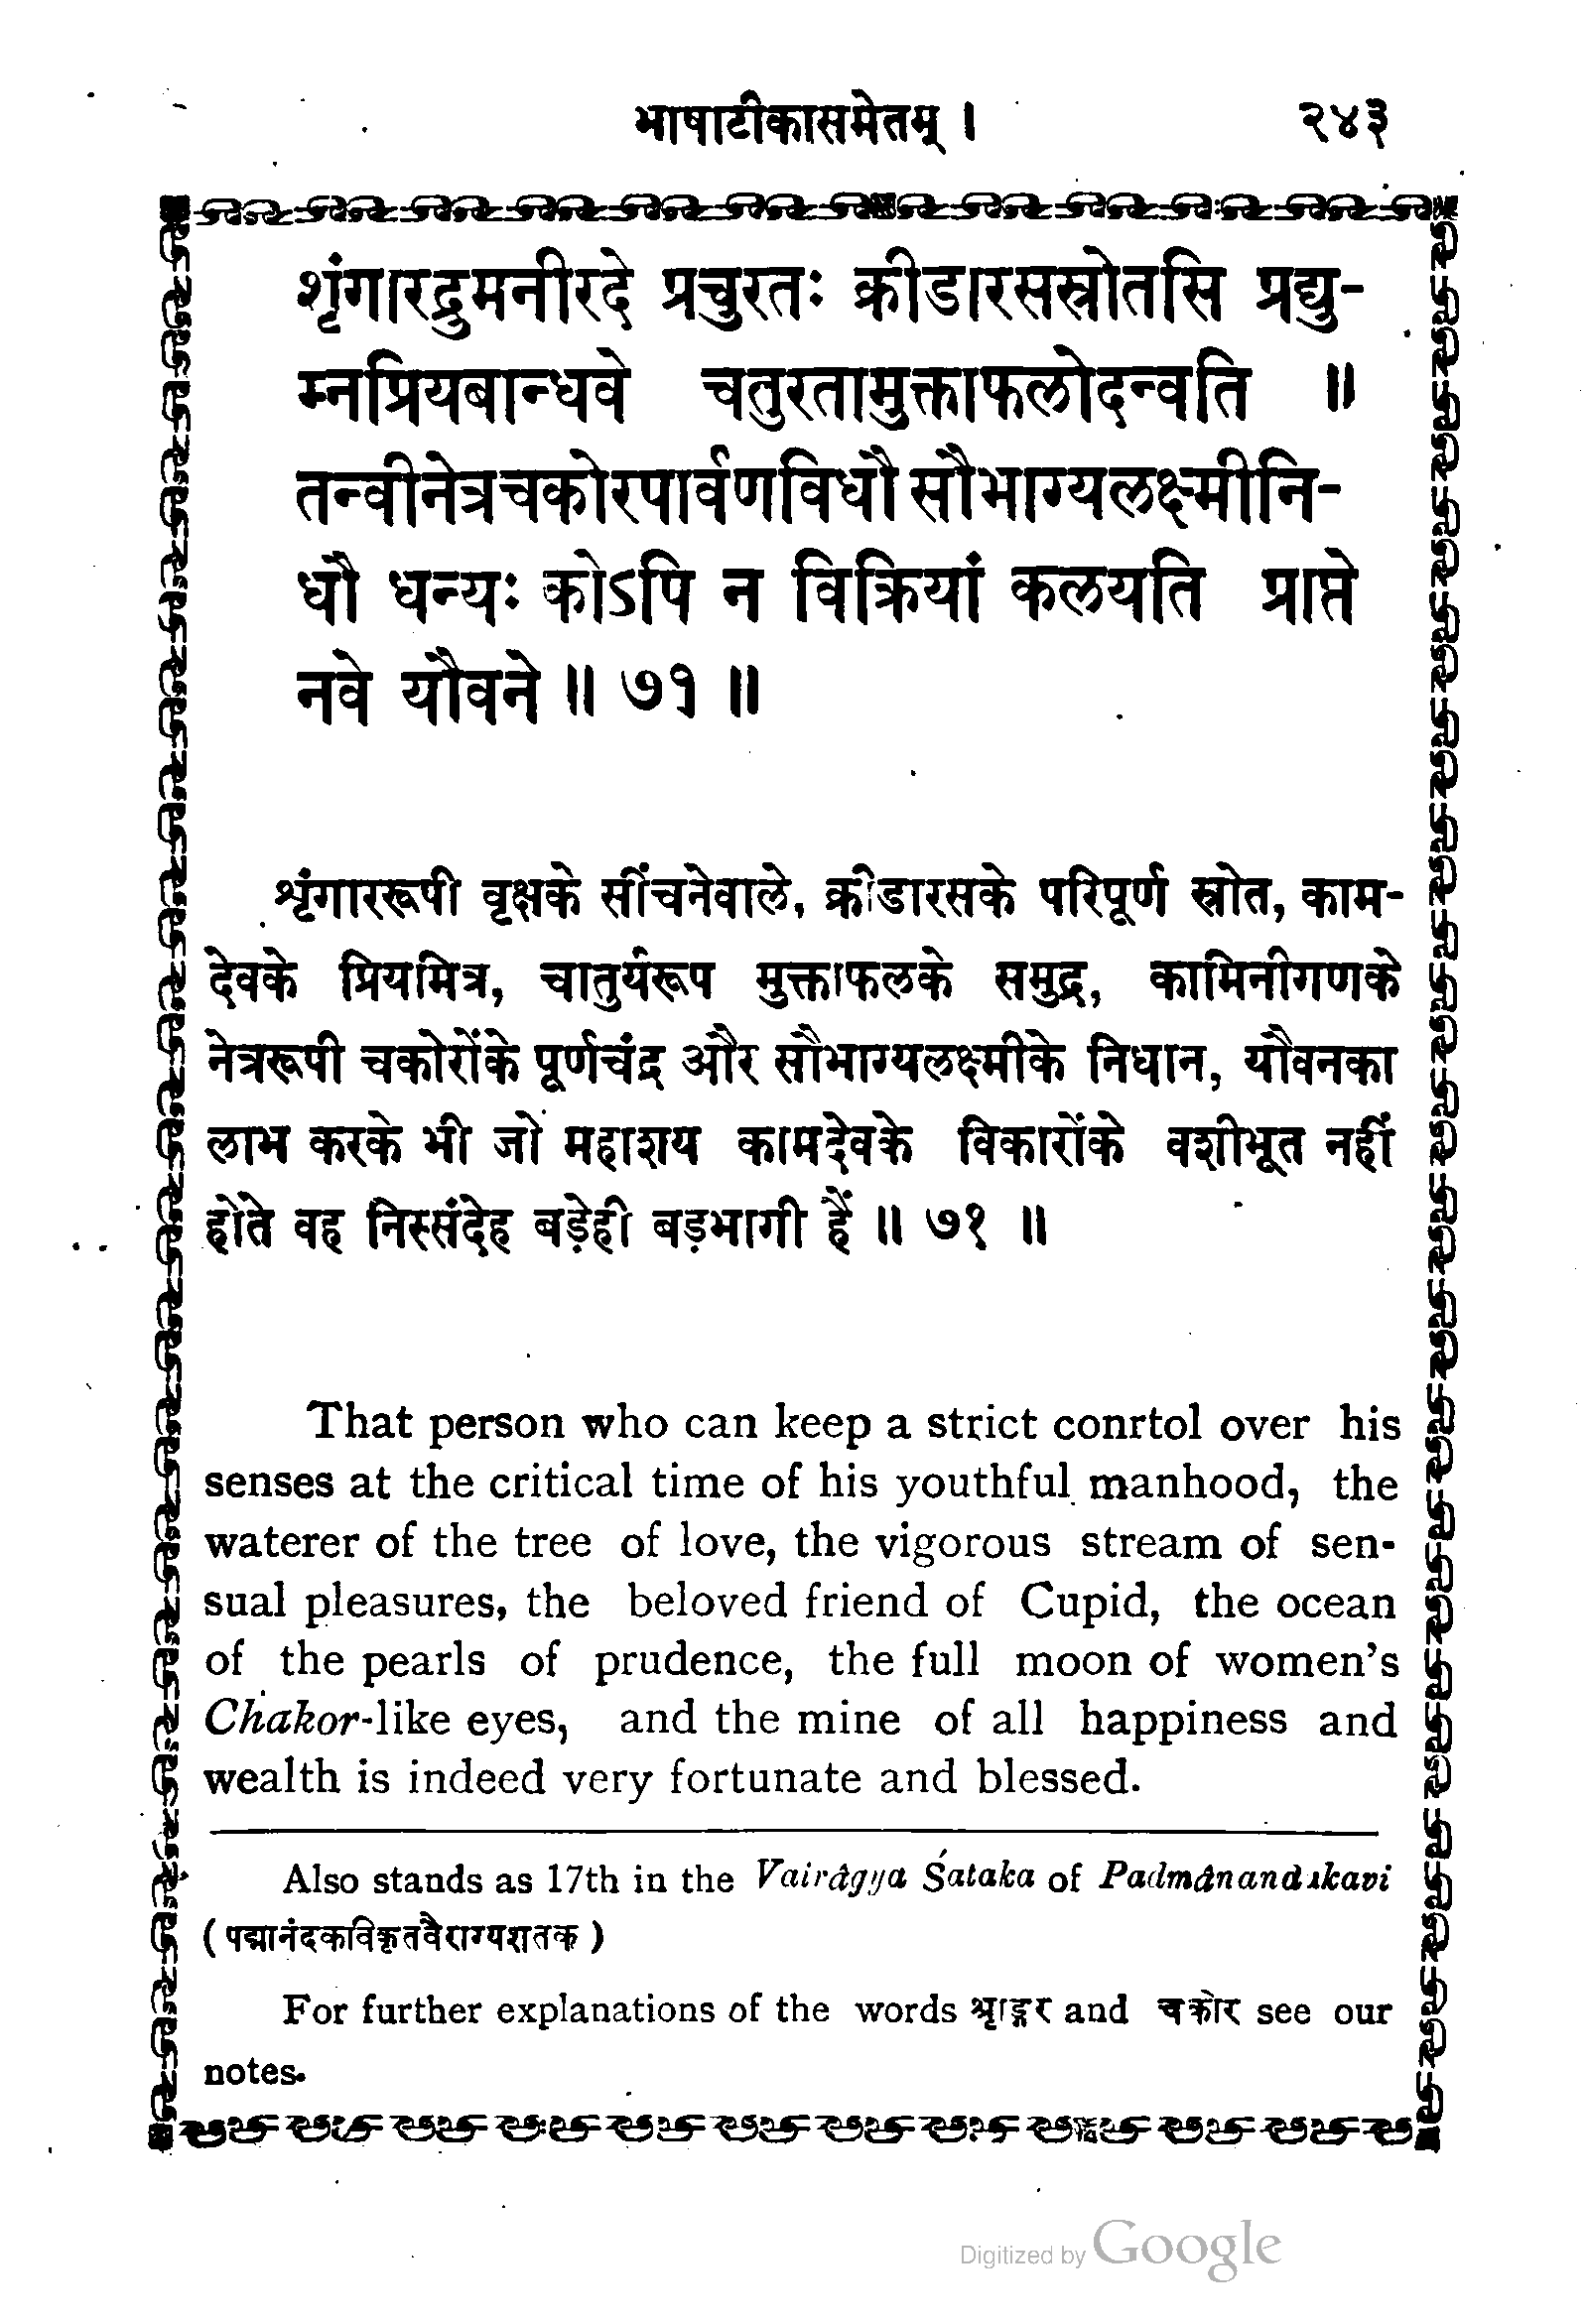 भाषाटीकासमेतम् । २४३
शृंगारद्रुमनीरदे प्रचुरतः क्रीडारसस्रोतसि प्रद्यु-
म्नप्रियबान्धवे चतुरतामुक्ताफलोदन्वति ॥
तन्वीनेत्रचकोरपार्वणविधौ सौभाग्यलक्ष्मीनि-
धौ धन्यः कोऽपि न विक्रियां कलयति प्राप्ते
नवे यौवने ॥ ७१ ॥
शृंगाररूपी वृक्षके सींचनेवाले, क्रीडारसके परिपूर्ण स्रोत, काम-
देवके प्रियमित्र, चातुर्यरूप मुक्ताफलके समुद्र, कामिनीगणके
नेत्ररूपी चकोरोंके पूर्णचंद्र और सौभाग्यलक्ष्मीके निधान, यौवनका
लाभ करके भी जो महाशय कामदेवके विकारोंके वशीभूत नहीं
होते वह निस्संदेह बड़ेही बड़भागी हैं ॥ ७१ ॥
That person who can keep a strict conrtol over his
senses at the critical time of his youthful manhood, the
waterer of the tree of love, the vigorous stream of sen-
sual pleasures, the beloved friend of Cupid, the ocean
of the pearls of prudence, the full moon of women's
Chakor-like eyes, and the mine of all happiness and
wealth is indeed very fortunate and blessed.
Also stands as 17th in the Vairâgya Śataka of Padmânandakavi
(पद्मानंदकविकृतवैराग्यशतक)
For further explanations of the words श्रृाङ्गर and चकोर see our
notes.
Digitized by Google